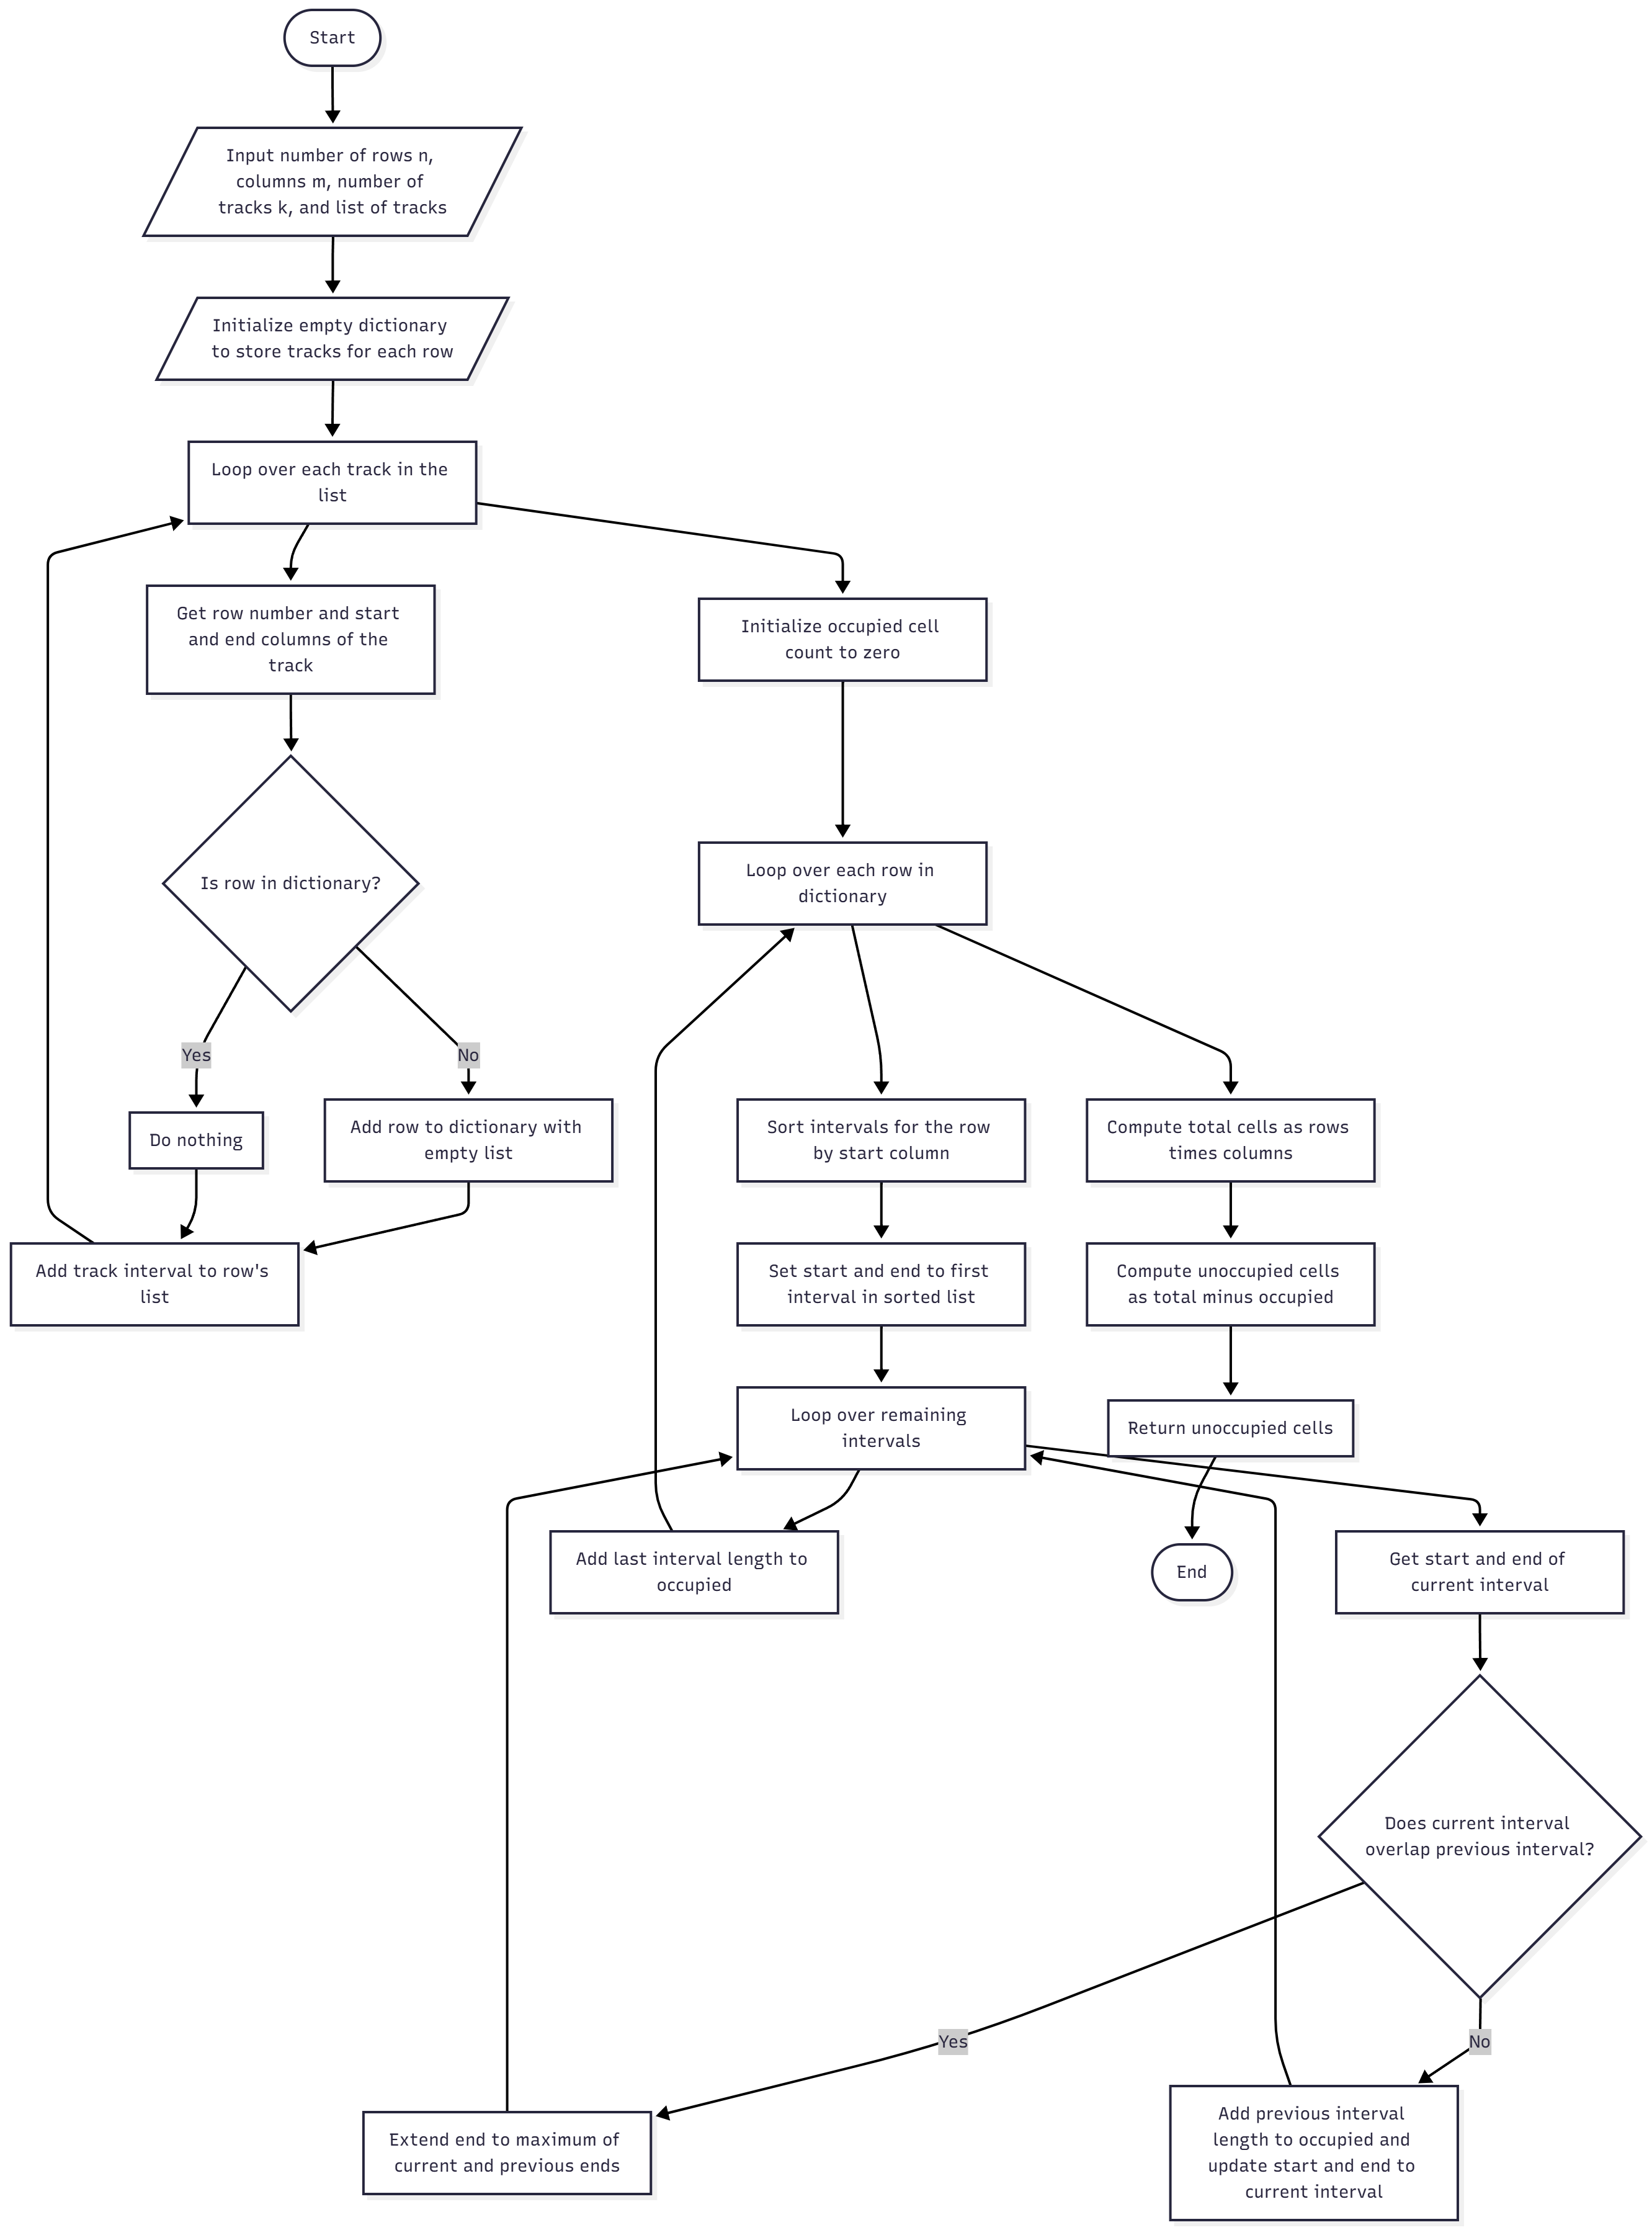 Start
Input number of rows n,
columns m, number of
tracks k, and list of tracks
Initialize empty dictionary
to store tracks for each row
Loop over each track in the
list
Get row number and start
and end columns of the
track
Initialize occupied cell
count to zero
Is row in dictionary?
Loop over each row in
dictionary
Yes
No
Do nothing
Add row to dictionary with
empty list
Sort intervals for the row
by start column
Compute total cells as rows
times columns
Add track interval to row's
list
Set start and end to first
interval in sorted list
Compute unoccupied cells
as total minus occupied
Loop over remaining
intervals
Return unoccupied cells
Add last interval length to
occupied
End
Get start and end of
current interval
Does current interval
overlap previous interval?
Yes
No
Extend end to maximum of
current and previous ends
Add previous interval
length to occupied and
update start and end to
current interval